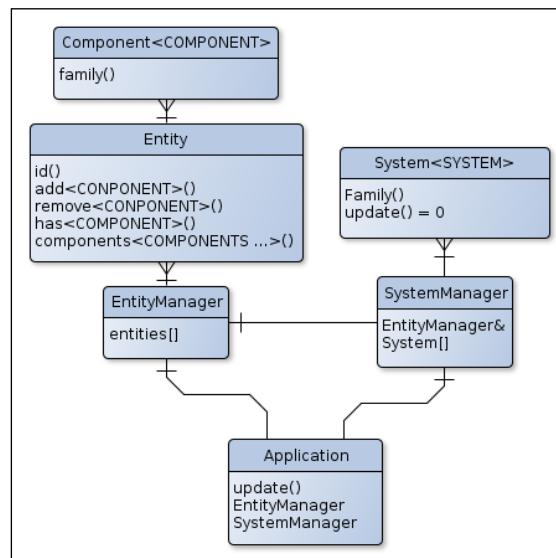 Component<COMPONENT>
family()
Entity
id()
add<CONPONENT>()
remove<CONPONENT>()
has<COMPONENT>()
components<COMPONENTS ...>()
System<SYSTEM>
Family()
update() = 0
EntityManager
entities[]
SystemManager
EntityManager&
System[]
Application
update()
EntityManager
SystemManager